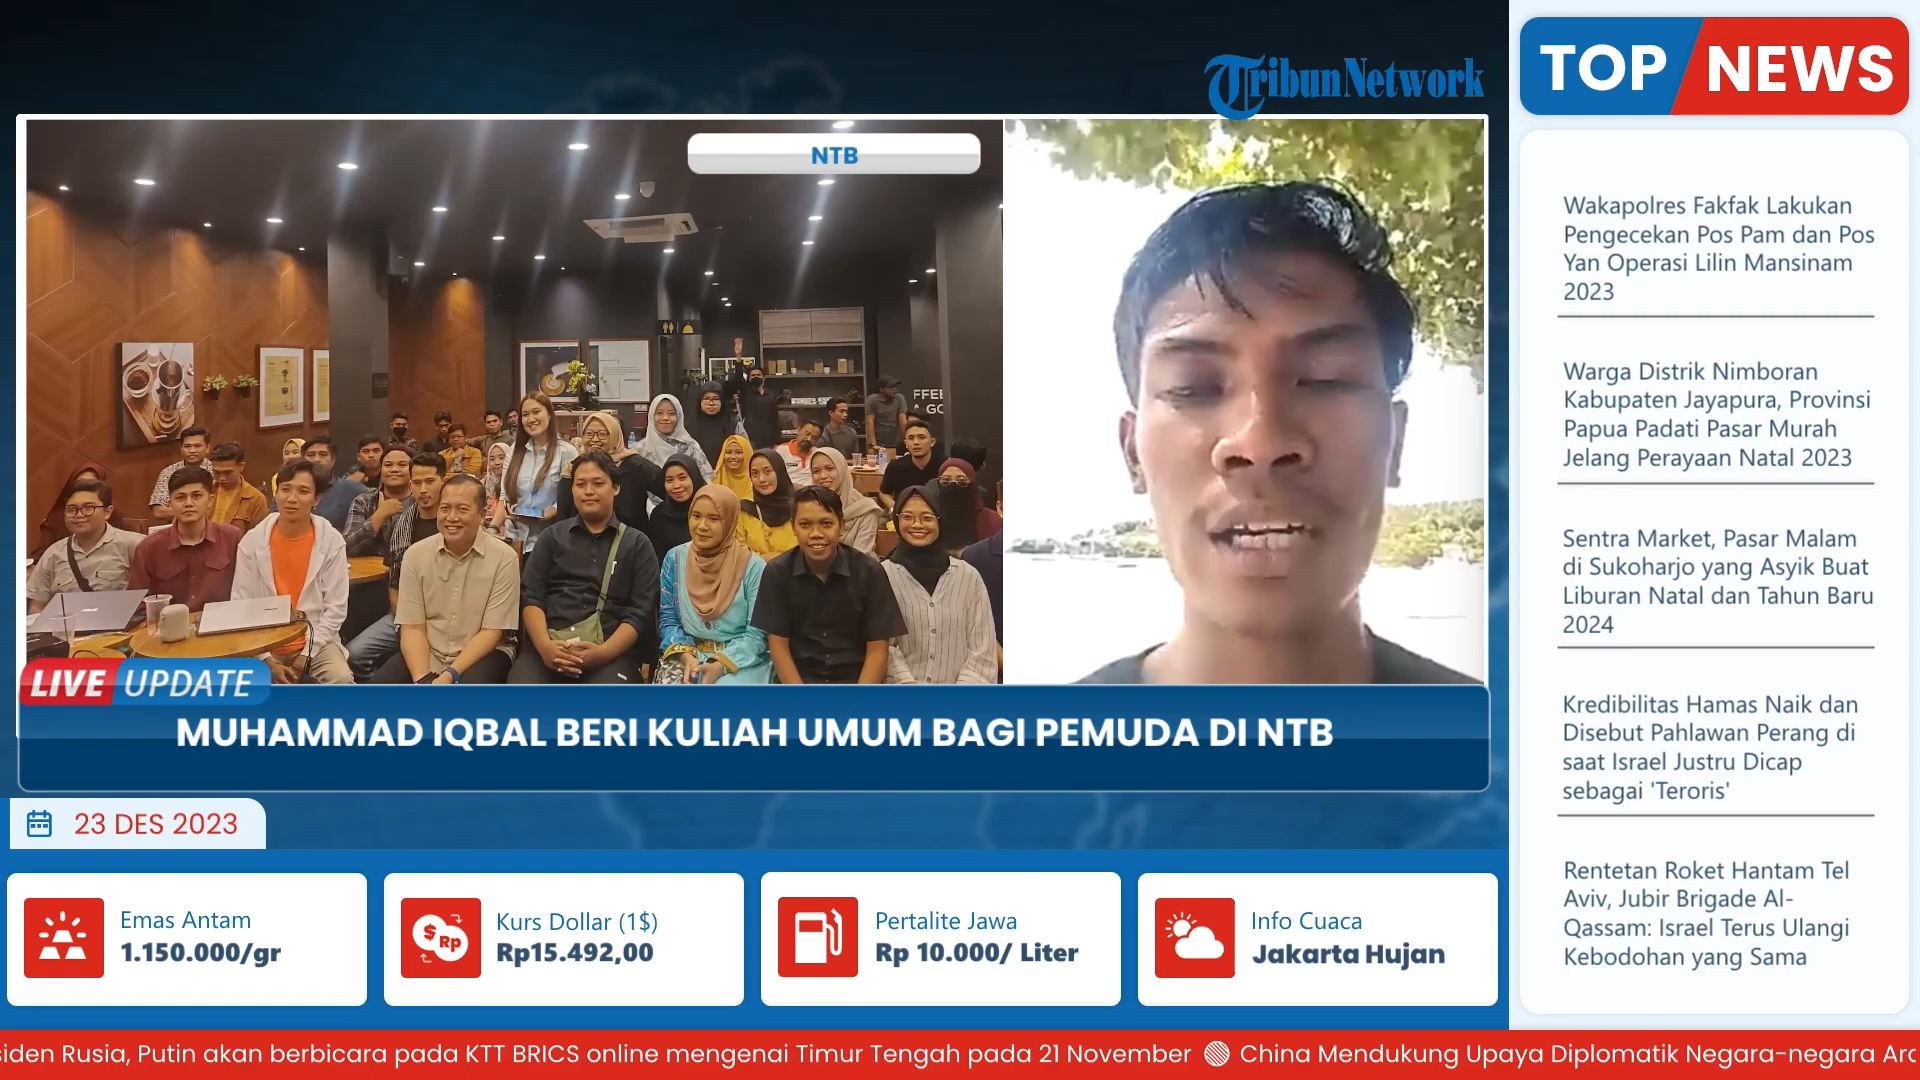 TribunNetwork
NTB
FFEE
LIVE UPDATE
MUHAMMAD IQBAL BERI KULIAH UMUM BAGI PEMUDA DI NTB
23 DES 2023
Emas Antam
1.150.000/gr
Kurs Dollar (1$)
Rp15.492,00
Pertalite Jawa
Rp 10.000/ Liter
Info Cuaca
Jakarta Hujan
TOP NEWS
Wakapolres Fakfak Lakukan
Pengecekan Pos Pam dan Pos
Yan Operasi Lilin Mansinam
2023
Warga Distrik Nimboran
Kabupaten Jayapura, Provinsi
Papua Padati Pasar Murah
Jelang Perayaan Natal 2023
Sentra Market, Pasar Malam
di Sukoharjo yang Asyik Buat
Liburan Natal dan Tahun Baru
2024
Kredibilitas Hamas Naik dan
Disebut Pahlawan Perang di
saat Israel Justru Dicap
sebagai 'Teroris'
Rentetan Roket Hantam Tel
Aviv, Jubir Brigade Al-
Qassam: Israel Terus Ulangi
Kebodohan yang Sama
siden Rusia, Putin akan berbicara pada KTT BRICS online mengenai Timur Tengah pada 21 November China Mendukung Upaya Diplomatik Negara-negara Ar